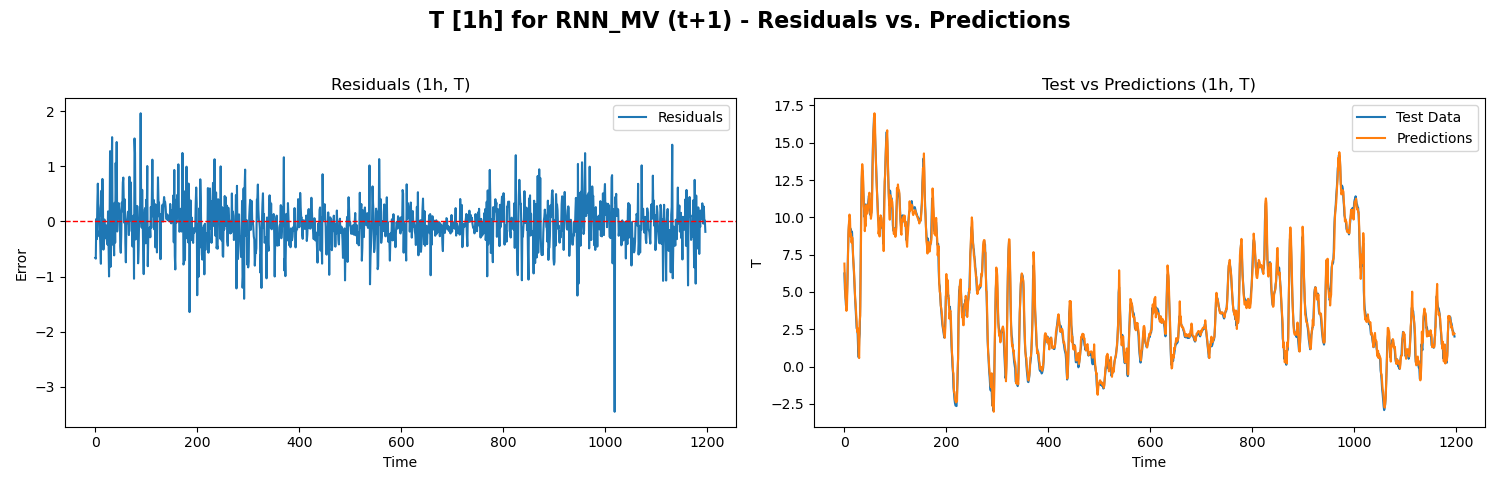 T [1h] for RNN_MV (t+1) - Residuals vs. Predictions
Residuals (1h, T)
Residuals
2
1
0
−1
−2
−3
Error
0
200
400
600
800
1000
1200
Time
Test vs Predictions (1h, T)
Test Data
Predictions
17.5
15.0
12.5
10.0
7.5
5.0
2.5
0.0
−2.5
T
0
200
400
600
800
1000
1200
Time